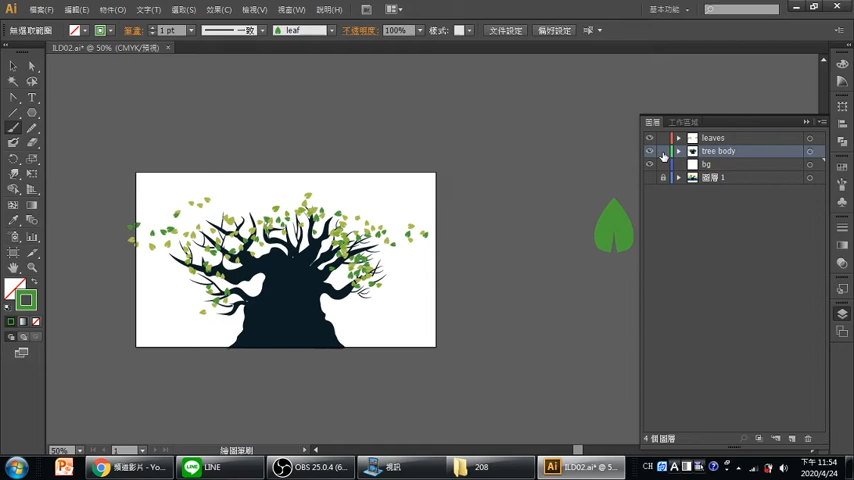 Ai 檔案(F) 編輯(E) 物件(O) 文字(T) 選取(S) 效果(C) 檢視(V) 視窗(W) 說明(H) Br 基本功能
無選取範圍 筆畫: 1 pt 一致 leaf 不透明度: 100% 樣式: 文件設定 偏好設定
ILD02.ai* @ 50% (CMYK/預視) ×
圖層 工作區域
leaves
tree body
bg
圖層 1
4 個圖層
50% 1 繪圖筆刷
頻道影片 - Yo... LINE OBS 25.0.4 (6... 視訊 208 Ai ILD02.ai* @ 5... CH A 下午 11:54
2020/4/24